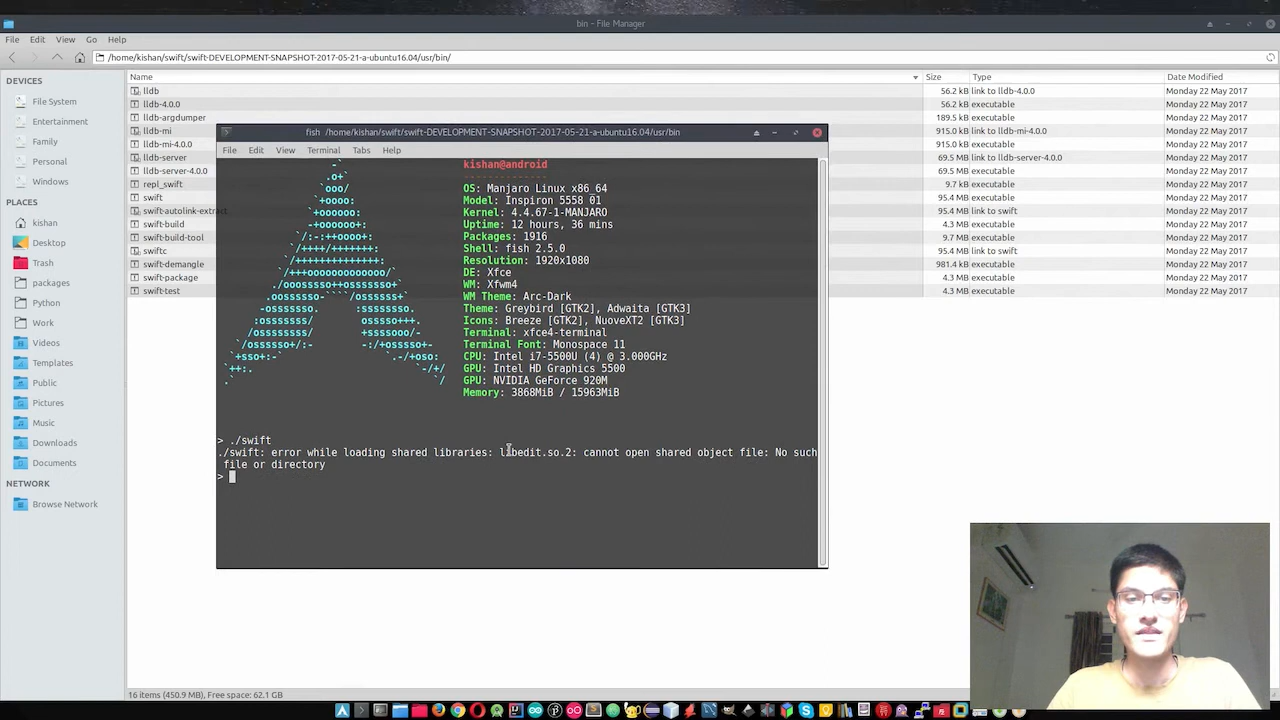 bin - File Manager
File Edit View Go Help
/home/kishan/swift/swift-DEVELOPMENT-SNAPSHOT-2017-05-21-a-ubuntu16.04/usr/bin/
DEVICES
File System
Entertainment
Family
Personal
Windows
PLACES
kishan
Desktop
Trash
packages
Python
Work
Videos
Templates
Public
Pictures
Music
Downloads
Documents
NETWORK
Browse Network
Name Size Type Date Modified
lldb 56.2 kB link to lldb-4.0.0 Monday 22 May 2017
lldb-4.0.0 56.2 kB executable Monday 22 May 2017
lldb-argdumper 189.5 kB executable Monday 22 May 2017
lldb-mi 915.0 kB link to lldb-mi-4.0.0 Monday 22 May 2017
lldb-mi-4.0.0 915.0 kB executable Monday 22 May 2017
lldb-server 69.5 MB link to lldb-server-4.0.0 Monday 22 May 2017
lldb-server-4.0.0 69.5 MB executable Monday 22 May 2017
repl_swift 9.7 kB executable Monday 22 May 2017
swift 95.4 MB executable Monday 22 May 2017
swift-autolink-extract 95.4 MB link to swift Monday 22 May 2017
swift-build 4.3 MB executable Monday 22 May 2017
swift-build-tool 9.7 MB executable Monday 22 May 2017
swiftc 95.4 MB link to swift Monday 22 May 2017
swift-demangle 981.4 kB executable Monday 22 May 2017
swift-package 4.3 MB executable Monday 22 May 2017
swift-test 4.3 MB executable Monday 22 May 2017
fish /home/kishan/swift/swift-DEVELOPMENT-SNAPSHOT-2017-05-21-a-ubuntu16.04/usr/bin
File Edit View Terminal Tabs Help
kishan@android
--------------
OS: Manjaro Linux x86_64
Model: Inspiron 5558 01
Kernel: 4.4.67-1-MANJARO
Uptime: 12 hours, 36 mins
Packages: 1916
Shell: fish 2.5.0
Resolution: 1920x1080
DE: Xfce
WM: Xfwm4
WM Theme: Arc-Dark
Theme: Greybird [GTK2], Adwaita [GTK3]
Icons: Breeze [GTK2], NuoveXT2 [GTK3]
Terminal: xfce4-terminal
Terminal Font: Monospace 11
CPU: Intel i7-5500U (4) @ 3.000GHz
GPU: Intel HD Graphics 5500
GPU: NVIDIA GeForce 920M
Memory: 3868MiB / 15963MiB
> ./swift
./swift: error while loading shared libraries: libedit.so.2: cannot open shared object file: No such
file or directory
>
16 items (450.9 MB), Free space: 62.1 GB